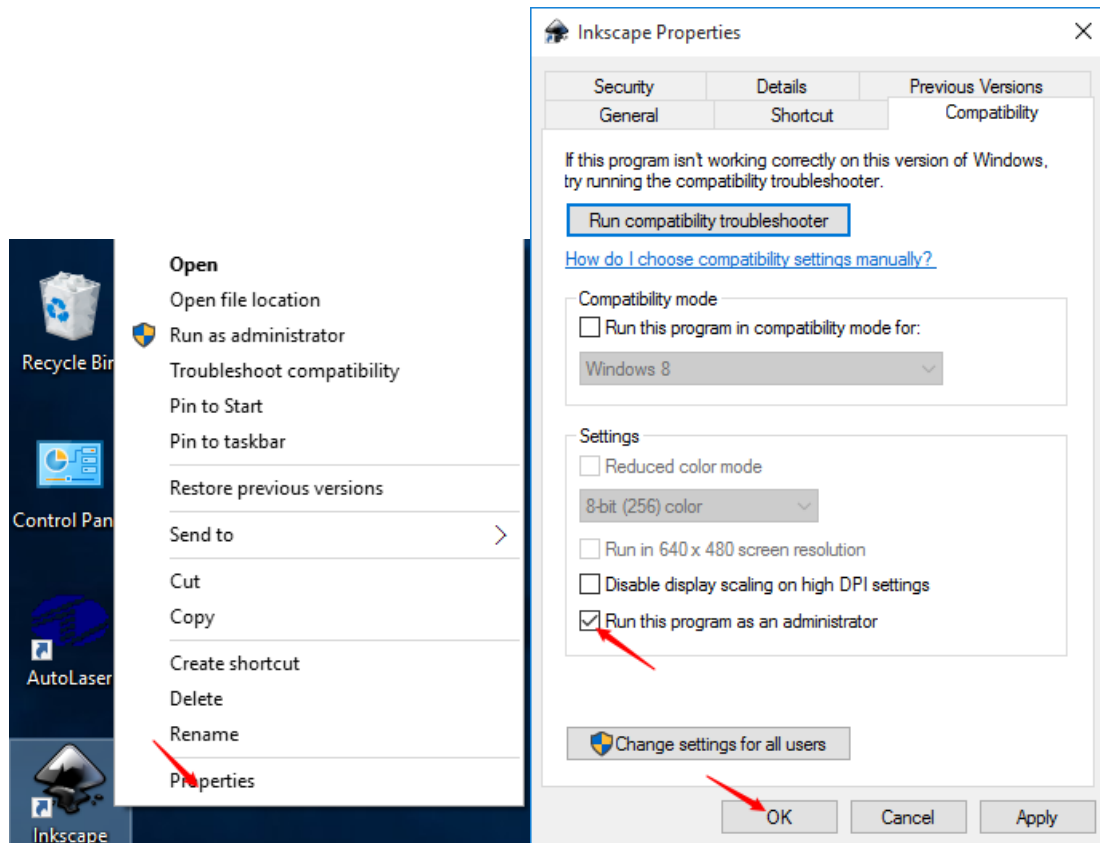 Recycle Bin
Control Pan
AutoLaser
Inkscape
Open
Open file location
Run as administrator
Troubleshoot compatibility
Pin to Start
Pin to taskbar
Restore previous versions
Send to
Cut
Copy
Create shortcut
Delete
Rename
Properties
Inkscape Properties
Security Details Previous Versions
General Shortcut Compatibility
If this program isn't working correctly on this version of Windows,
try running the compatibility troubleshooter.
Run compatibility troubleshooter
How do I choose compatibility settings manually?
Compatibility mode
Run this program in compatibility mode for:
Windows 8
Settings
Reduced color mode
8-bit (256) color
Run in 640 x 480 screen resolution
Disable display scaling on high DPI settings
Run this program as an administrator
Change settings for all users
OK Cancel Apply